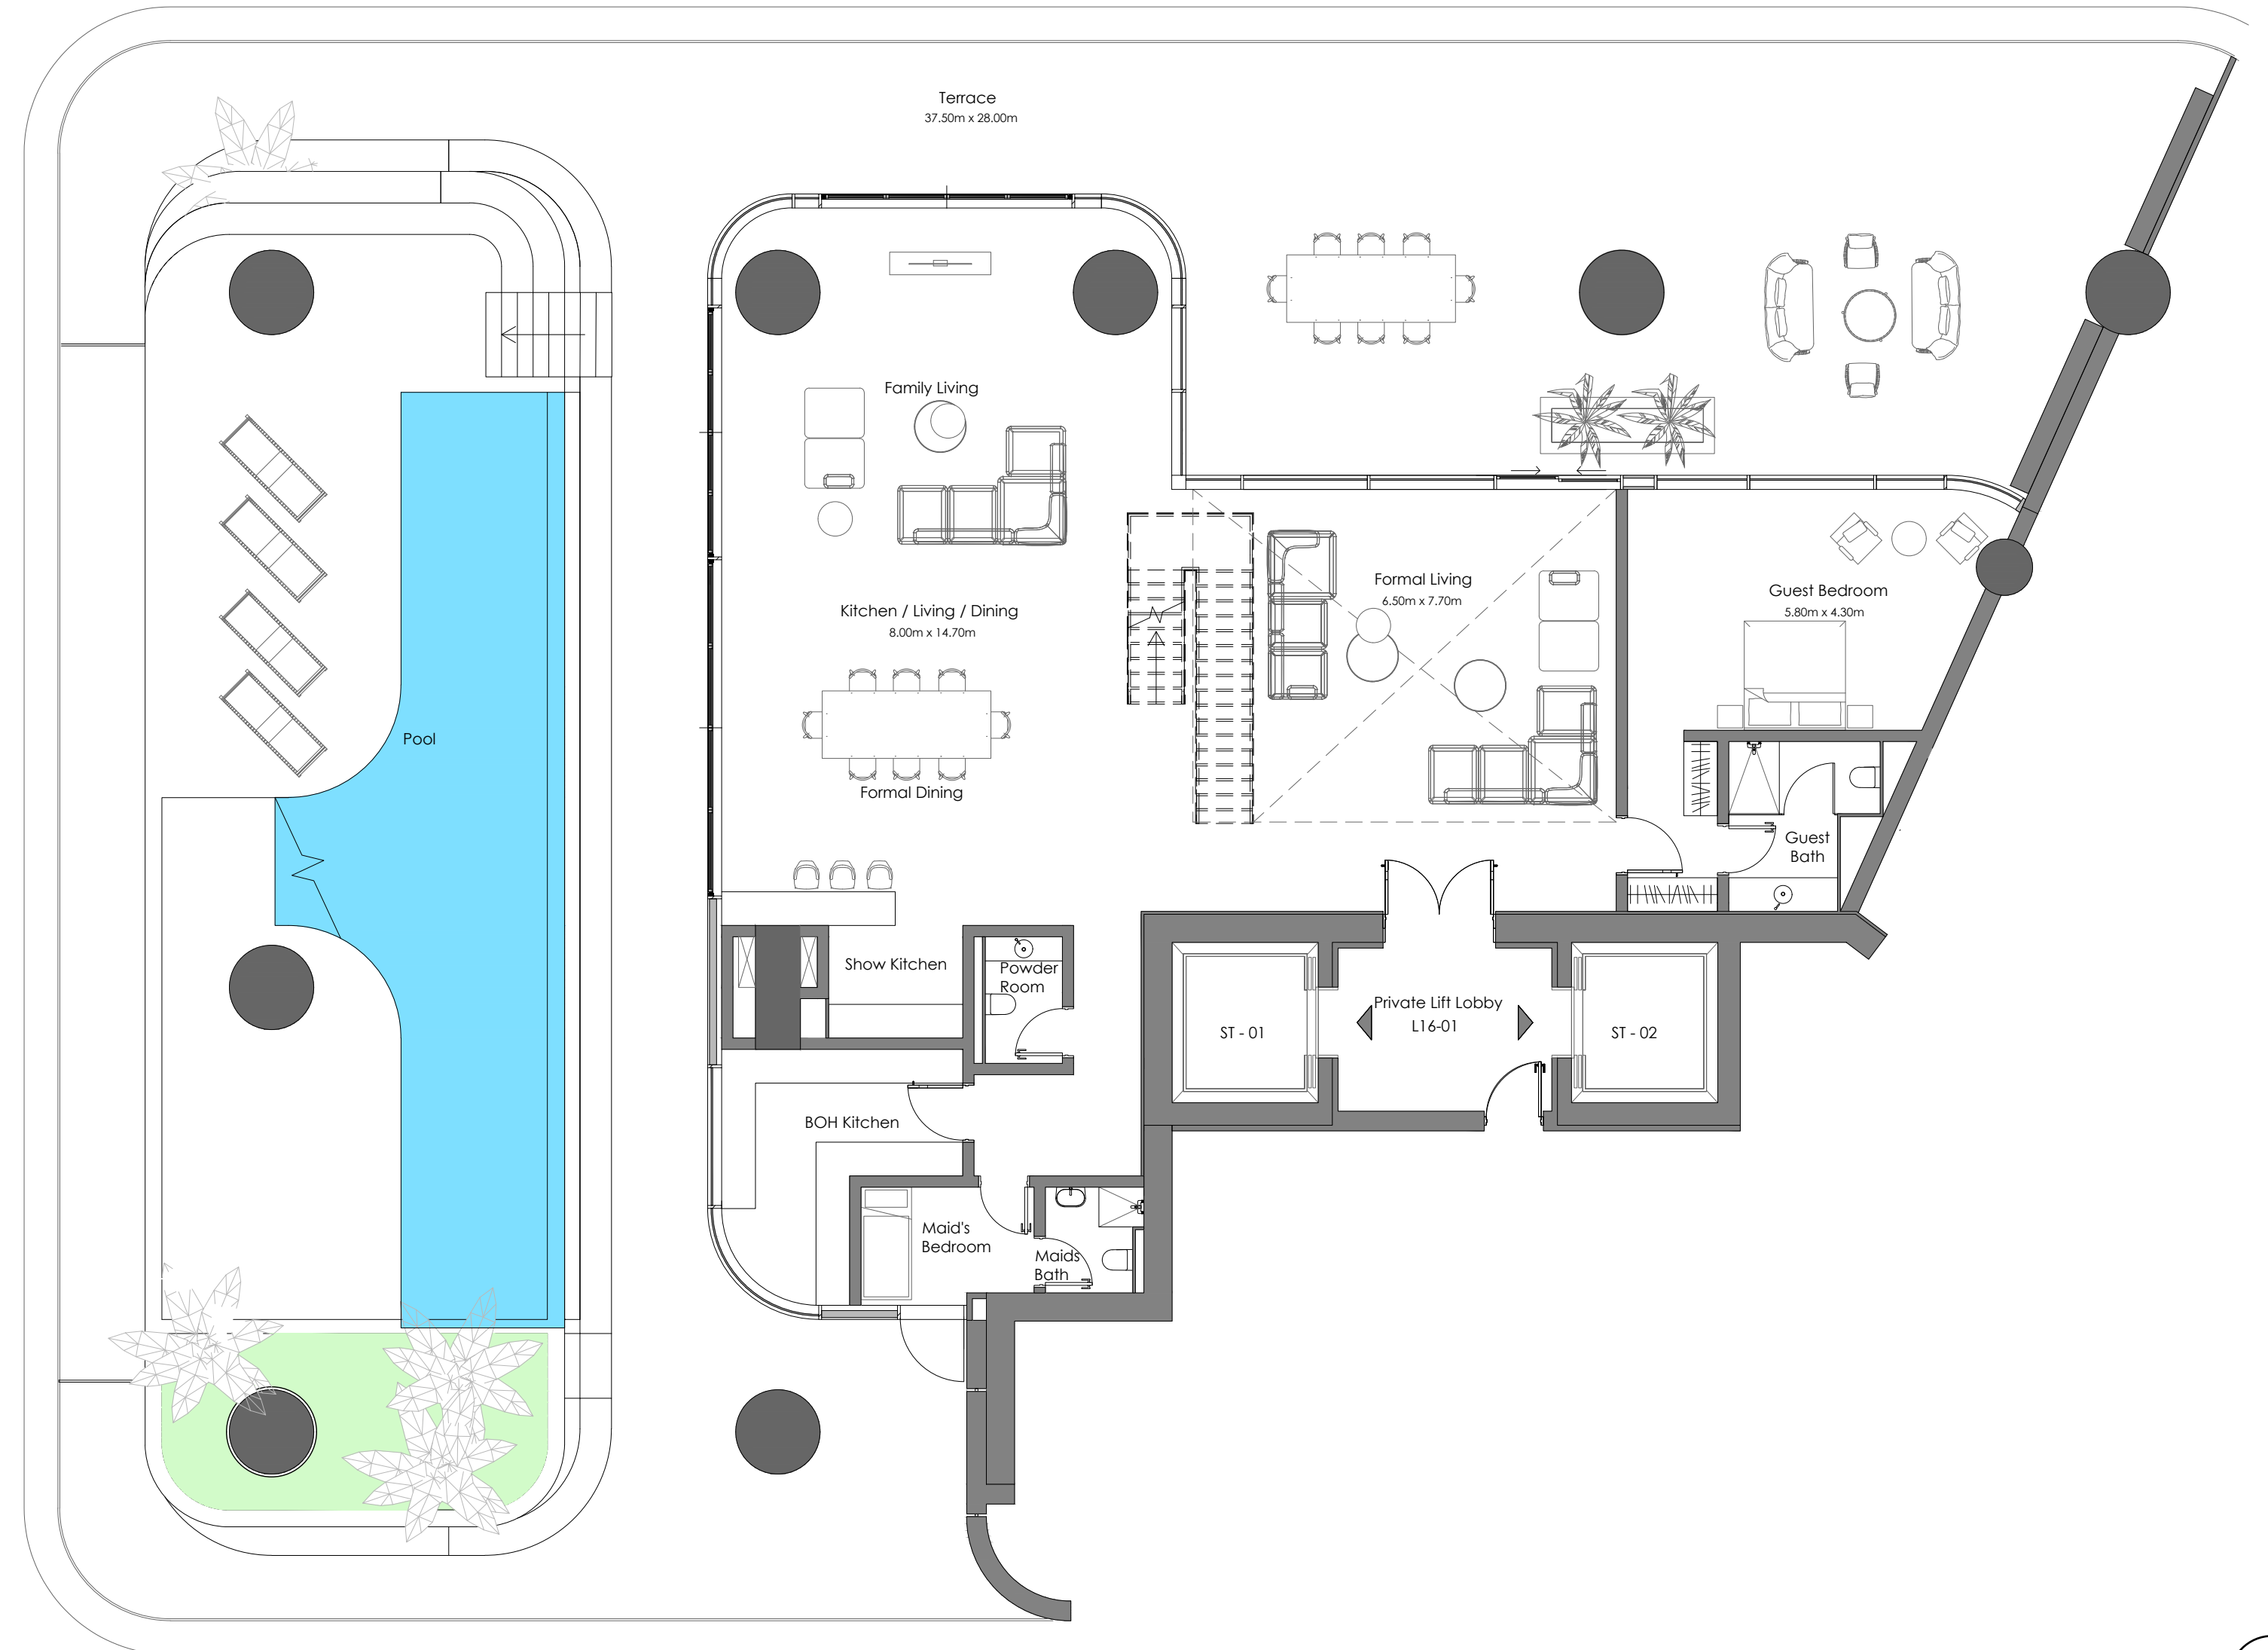 Terrace
37.50m x 28.00m
Family Living
Formal Living
6.50m x 7.70m
Guest Bedroom
5.80m x 4.30m
Kitchen / Living / Dining
8.00m x 14.70m
Pool
Formal Dining
Guest
Bath
Show Kitchen
Powder
Room
Private Lift Lobby
L16-01
ST - 01
ST - 02
BOH Kitchen
Maid's
Bedroom
Maids
Bath